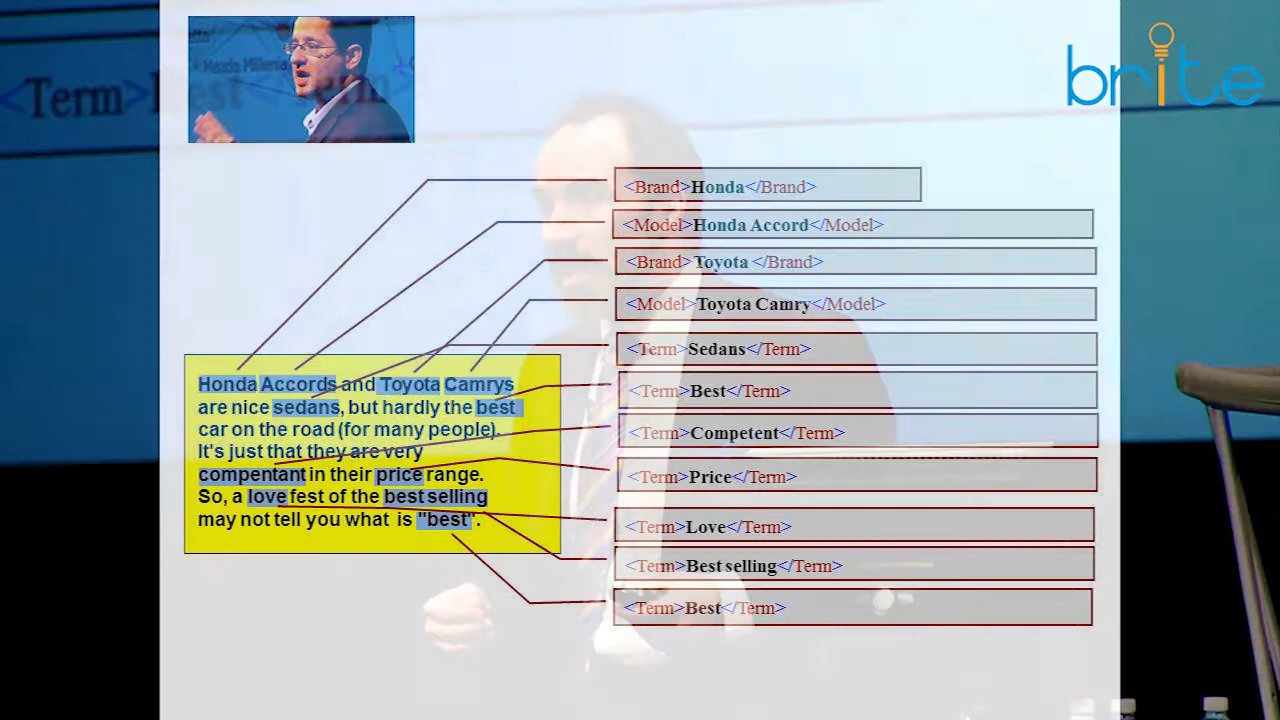 brite
<Term>
<Brand>Honda</Brand>
<Model>Honda Accord</Model>
<Brand>Toyota </Brand>
<Model>Toyota Camry</Model>
<Term>Sedans</Term>
<Term>Best</Term>
<Term>Competent</Term>
<Term>Price</Term>
<Term>Love</Term>
<Term>Best selling</Term>
<Term>Best</Term>
Honda Accords and Toyota Camrys
are nice sedans, but hardly the best
car on the road (for many people).
It's just that they are very
compentant in their price range.
So, a love fest of the best selling
may not tell you what is "best".